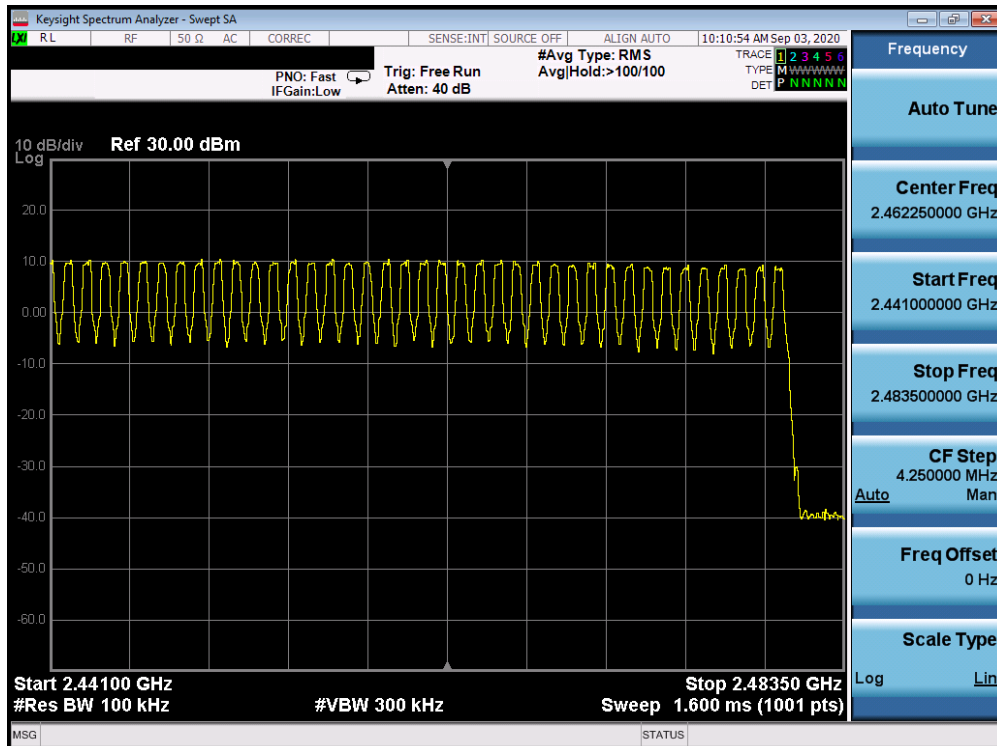 Keysight Spectrum Analyzer - Swept SA
LXI RL RF 50 Ω AC CORREC SENSE:INT SOURCE OFF ALIGN AUTO 10:10:54 AM Sep 03, 2020
Frequency
PNO: Fast
IFGain:Low
Trig: Free Run
Atten: 40 dB
#Avg Type: RMS
Avg|Hold:>100/100
TRACE 1 2 3 4 5 6
TYPE M WWWWW
DET P N N N N N
Auto Tune
10 dB/div Ref 30.00 dBm
Log
20.0
10.0
0.00
-10.0
-20.0
-30.0
-40.0
-50.0
-60.0
Center Freq
2.462250000 GHz
Start Freq
2.441000000 GHz
Stop Freq
2.483500000 GHz
CF Step
4.250000 MHz
Auto Man
Freq Offset
0 Hz
Scale Type
Log Lin
Start 2.44100 GHz Stop 2.48350 GHz
#Res BW 100 kHz #VBW 300 kHz Sweep 1.600 ms (1001 pts)
MSG STATUS